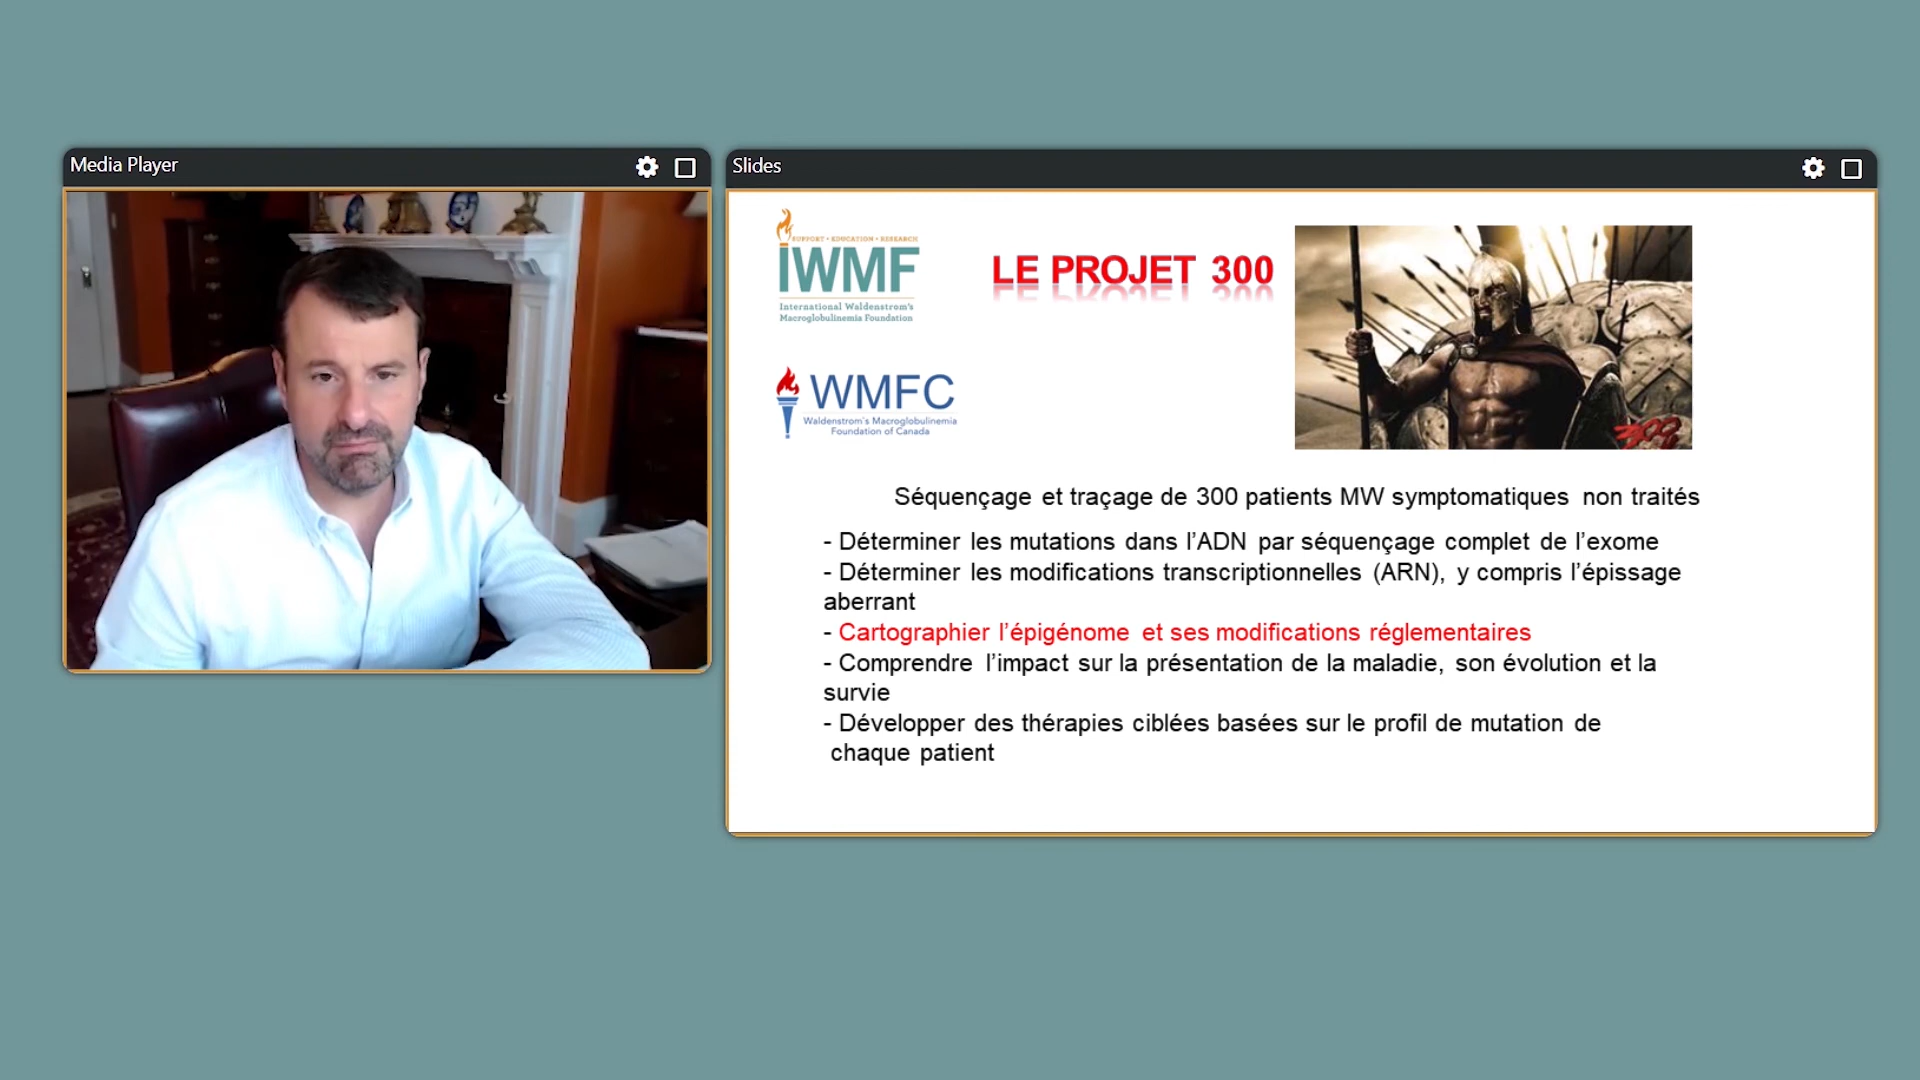 Media Player
Slides
SUPPORT • EDUCATION • RESEARCH
IWMF
International Waldenstrom's
Macroglobulinemia Foundation
LE PROJET 300
300
WMFC
Waldenstrom's Macroglobulinemia
Foundation of Canada
Séquençage et traçage de 300 patients MW symptomatiques non traités
- Déterminer les mutations dans l'ADN par séquençage complet de l'exome
- Déterminer les modifications transcriptionnelles (ARN), y compris l'épissage
aberrant
- Cartographier l'épigénome et ses modifications réglementaires
- Comprendre l'impact sur la présentation de la maladie, son évolution et la
survie
- Développer des thérapies ciblées basées sur le profil de mutation de
chaque patient